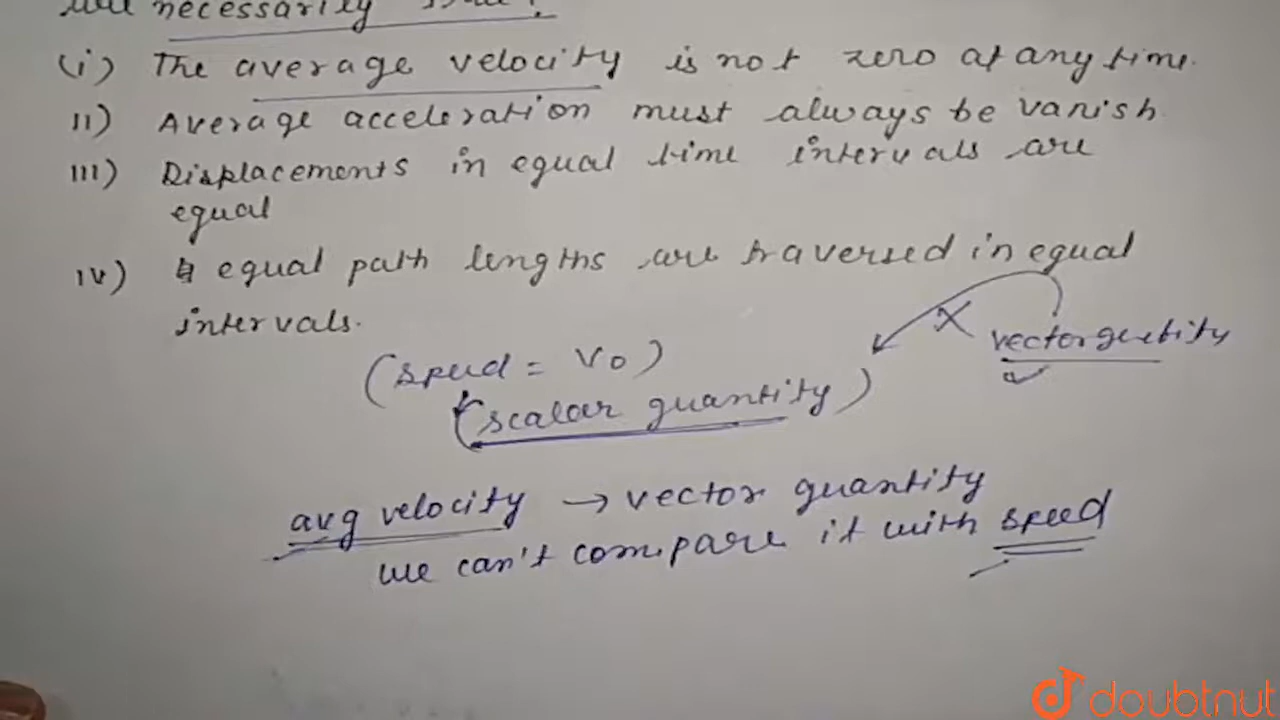 necessarily
(i) The average velocity is not zero at any time.
II) Average acceleration must always be vanish.
III) Displacements in equal time intervals are
equal
IV) equal path lengths are traversed in equal
intervals.
(speed = v0)
vector quntity
(scalar quantity)
avg velocity → vector quantity
we can't compare it with speed
doubtnut